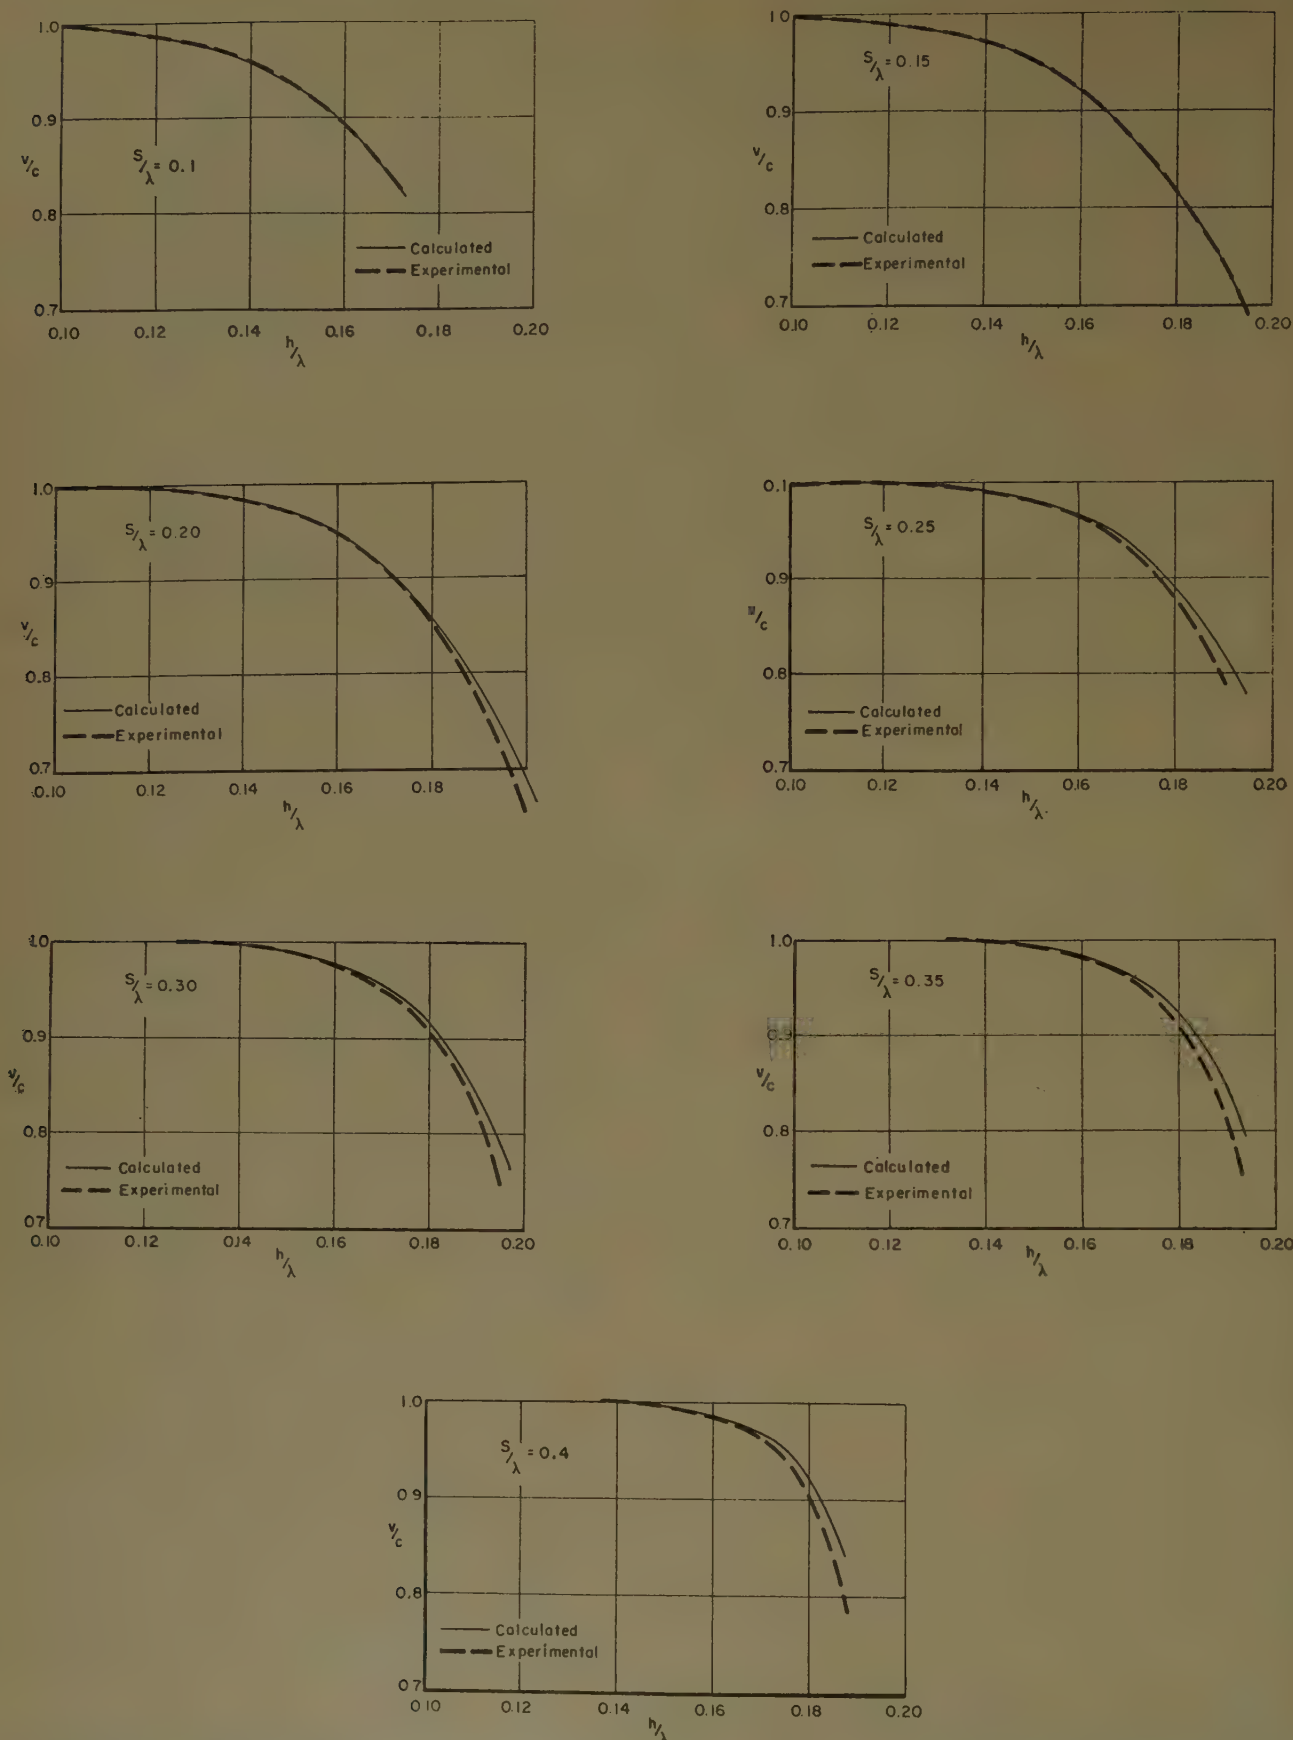 1.0
0.9
v/c
S/λ = 0.1
0.8
Calculated
Experimental
0.7
0.10 0.12 0.14 0.16 0.18 0.20
h/λ
1.0
S/λ = 0.15
0.9
v/c
0.8
Calculated
Experimental
0.7
0.10 0.12 0.14 0.16 0.18 0.20
h/λ
1.0
S/λ = 0.20
0.9
v/c
0.8
Calculated
Experimental
0.7
0.10 0.12 0.14 0.16 0.18
h/λ
0.1
S/λ = 0.25
0.9
/c
0.8
Calculated
Experimental
0.7
0.10 0.12 0.14 0.16 0.18 0.20
h/λ
1.0
S/λ = 0.30
0.9
v/c
0.8
Calculated
Experimental
0.7
0.10 0.12 0.14 0.16 0.18 0.20
h/λ
1.0
S/λ = 0.35
0.9
v/c
0.8
Calculated
Experimental
0.7
0.10 0.12 0.14 0.16 0.18 0.20
h/λ
1.0
S/λ = 0.4
0.9
v/c
0.8
Calculated
Experimental
0.7
0.10 0.12 0.14 0.16 0.18 0.20
h/λ